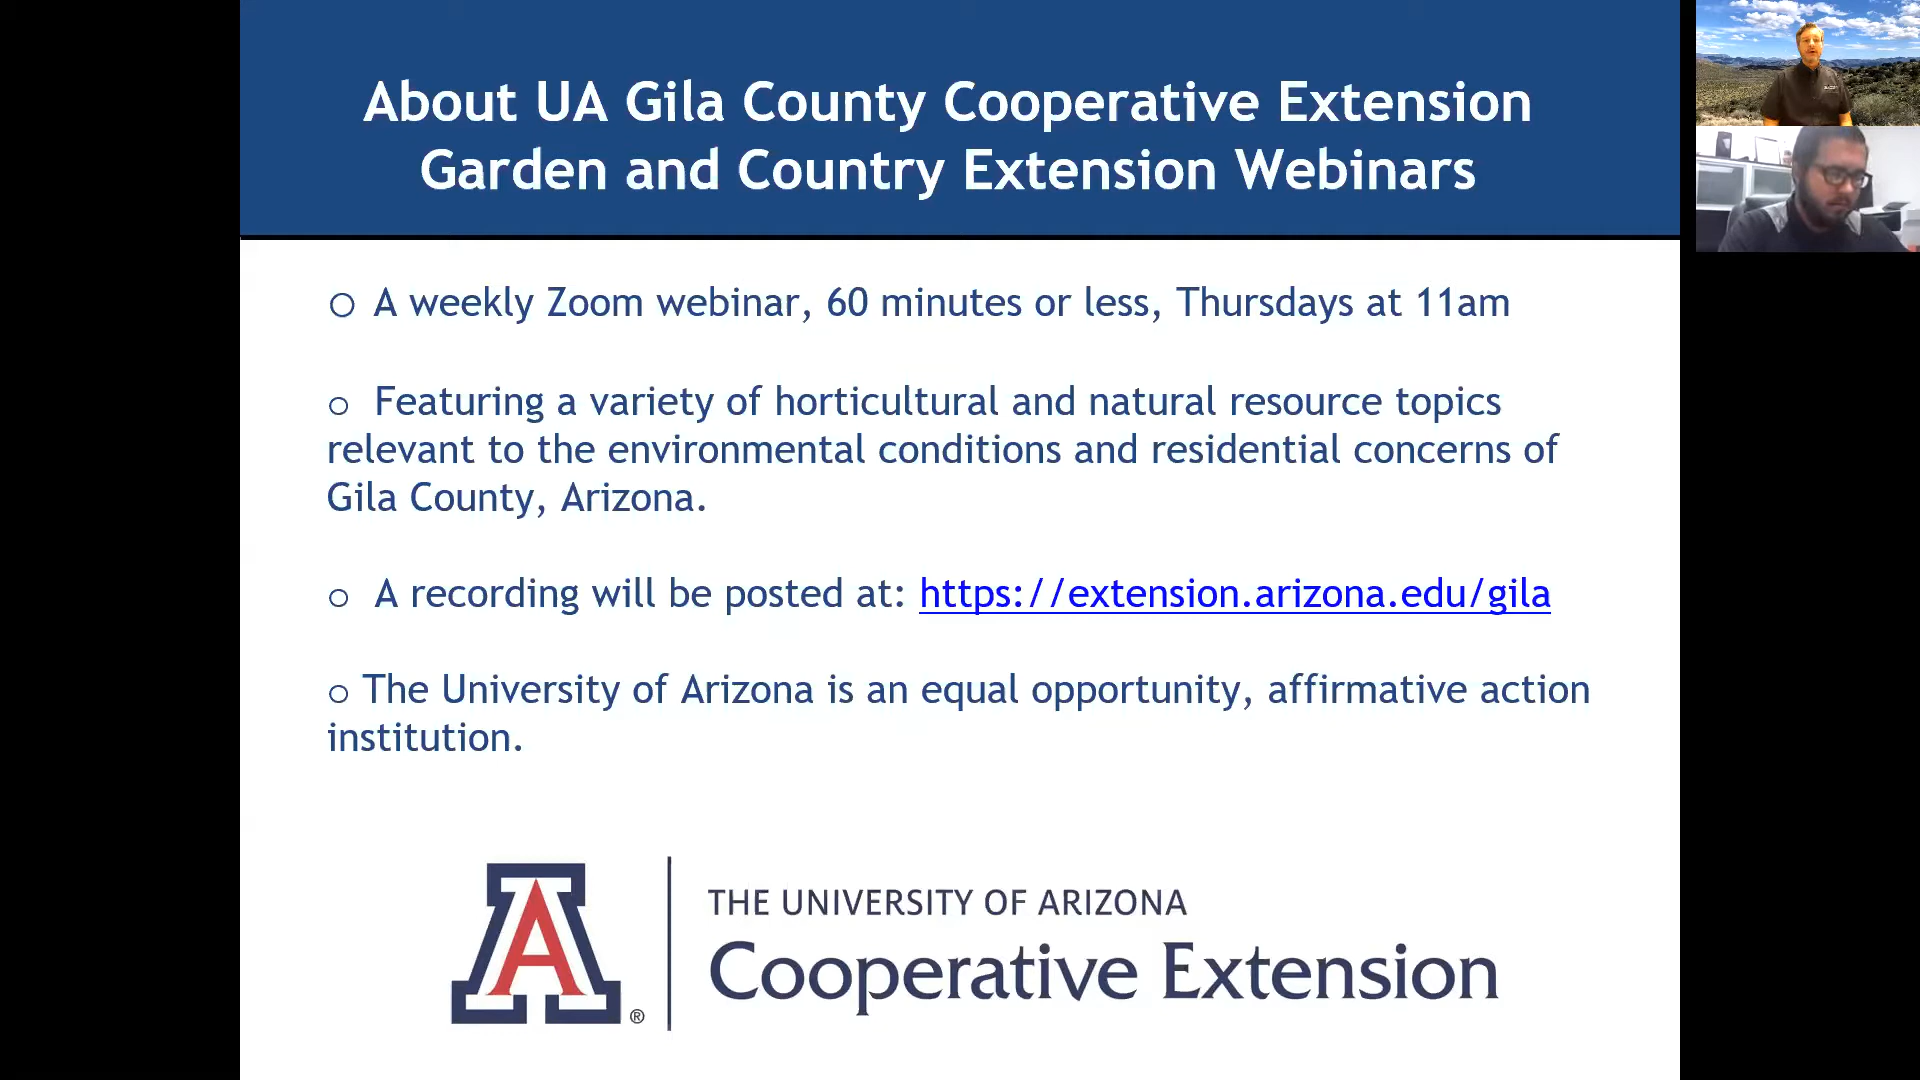 About UA Gila County Cooperative Extension
Garden and Country Extension Webinars
o A weekly Zoom webinar, 60 minutes or less, Thursdays at 11am
o Featuring a variety of horticultural and natural resource topics
relevant to the environmental conditions and residential concerns of
Gila County, Arizona.
o A recording will be posted at: https://extension.arizona.edu/gila
o The University of Arizona is an equal opportunity, affirmative action
institution.
A®
THE UNIVERSITY OF ARIZONA
Cooperative Extension